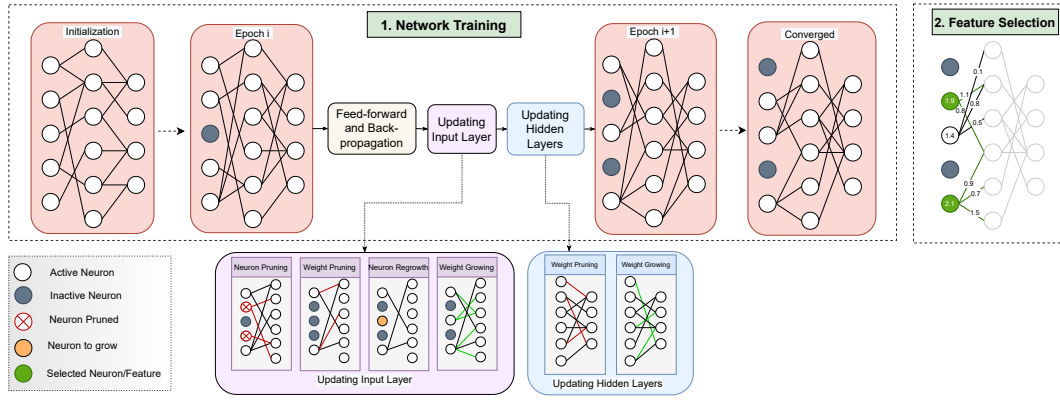 1. Network Training
2. Feature Selection
Initialization
Epoch i
Epoch i+1
Converged
Feed-forward
and Back-
propagation
Updating
Input Layer
Updating
Hidden
Layers
0.1
1.1
0.8
0.8
0.5
0.9
0.7
1.5
1.9
1.4
2.1
Active Neuron
Inactive Neuron
Neuron Pruned
Neuron to grow
Selected Neuron/Feature
Neuron Pruning
Weight Pruning
Neuron Regrowth
Weight Growing
Updating Input Layer
Weight Pruning
Weight Growing
Updating Hidden Layers